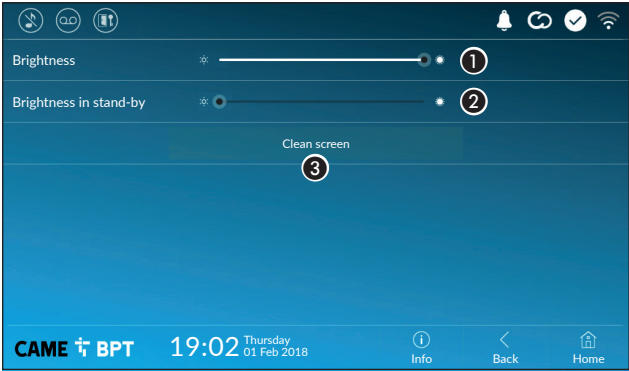 Brightness
1
Brightness in stand-by
2
Clean screen
3
CAME BPT
19:02
Thursday
01 Feb 2018
Info
Back
Home